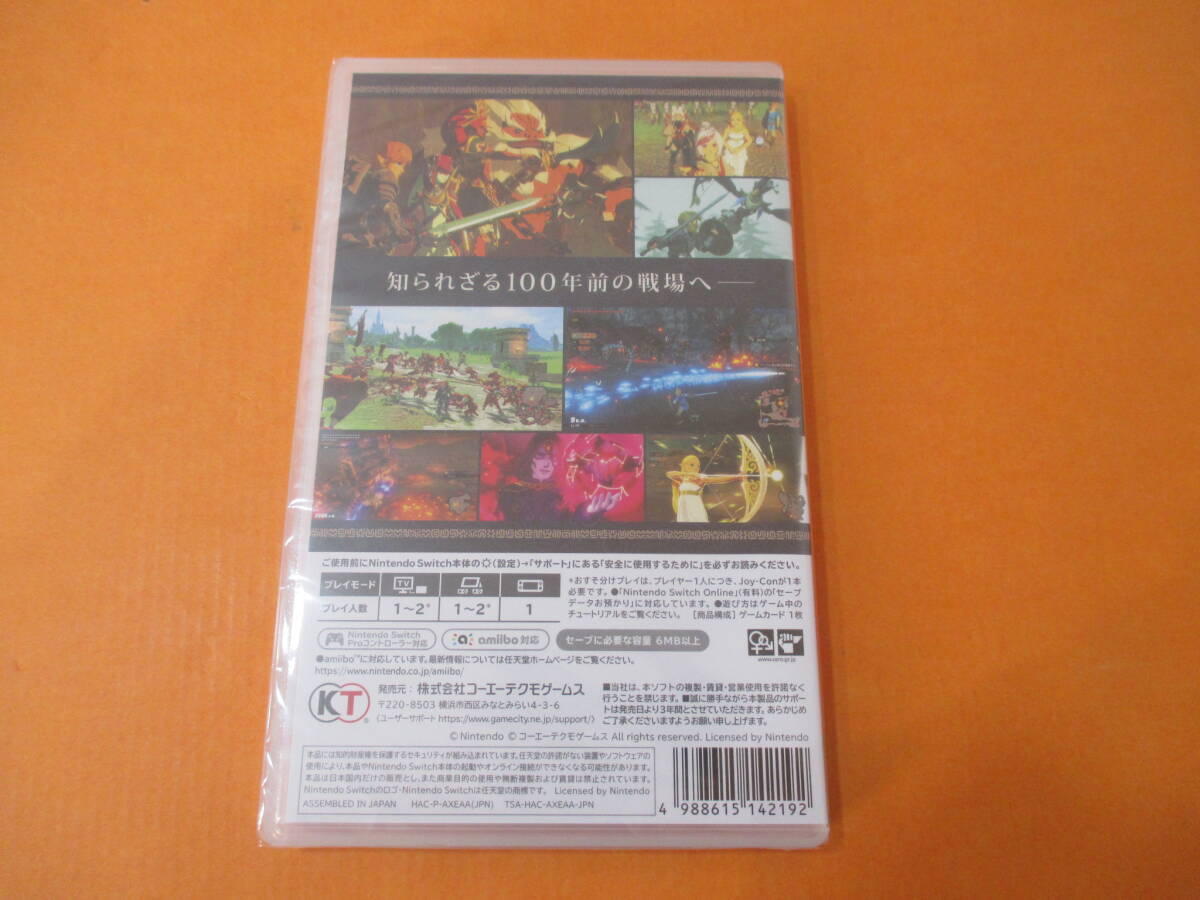 知られざる100年前の戦場へ――
ご使用前にNintendo Switch本体の(設定)→「サポート」にある「安全に使用するために」を必ずお読みください。
プレイモード TV
プレイ人数 1～2* 1～2* 1
*おすそ分けプレイは、プレイヤー1人につき、Joy-Conが1本
必要です。●「Nintendo Switch Online」(有料)の「セーブ
データお預かり」に対応しています。●遊び方はゲーム中の
チュートリアルをご覧ください。 [商品構成] ゲームカード 1枚
Nintendo Switch
Proコントローラー対応
amiibo対応
セーブに必要な容量 6MB以上
www.cero.gr.jp
●amiibo™に対応しています。最新情報については任天堂ホームページをご覧ください。
https://www.nintendo.co.jp/amiibo/
KT
発売元: 株式会社コーエーテクモゲームス
〒220-8503 横浜市西区みなとみらい4-3-6
〈ユーザーサポート https://www.gamecity.ne.jp/support/〉
■当社は、本ソフトの複製・賃貸・営業使用を許諾なく
行うことを禁じます。■誠に勝手ながら本製品のサポー
トは発売日より3年間とさせていただきます。あらかじめ
ご了承くださいますようお願い申し上げます。
© Nintendo © コーエーテクモゲームス All rights reserved. Licensed by Nintendo
本品には知的財産権を保護するセキュリティが組み込まれています。任天堂の許諾がない装置やソフトウェアの
使用により、本品やNintendo Switch本体の起動やオンライン接続ができなくなる可能性があります。
本品は日本国内だけの販売とし、また商業目的の使用や無断複製および賃貸は禁止されています。
Nintendo Switchのロゴ・Nintendo Switchは任天堂の商標です。 Licensed by Nintendo
ASSEMBLED IN JAPAN HAC-P-AXEAA(JPN) TSA-HAC-AXEAA-JPN
4 988615 142192